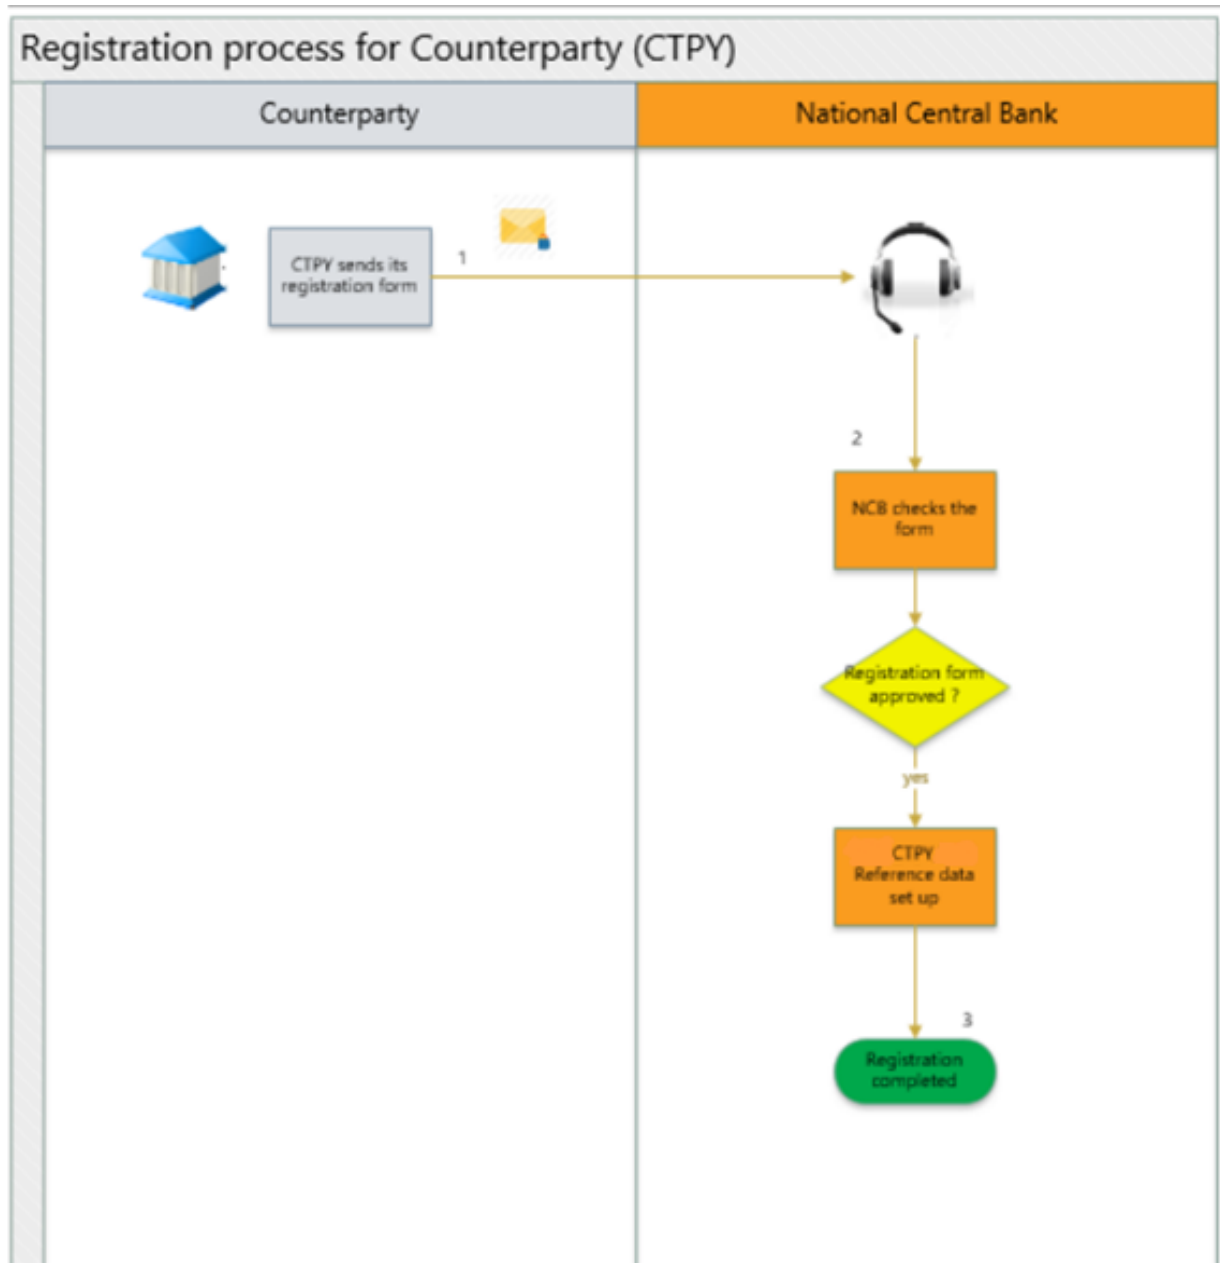 Registration process for Counterparty (CTPY)
Counterparty
National Central Bank
CTPY sends its
registration form
1
2
NCB checks the
form
Registration form
approved ?
yes
CTPY
Reference data
set up
3
Registration
completed